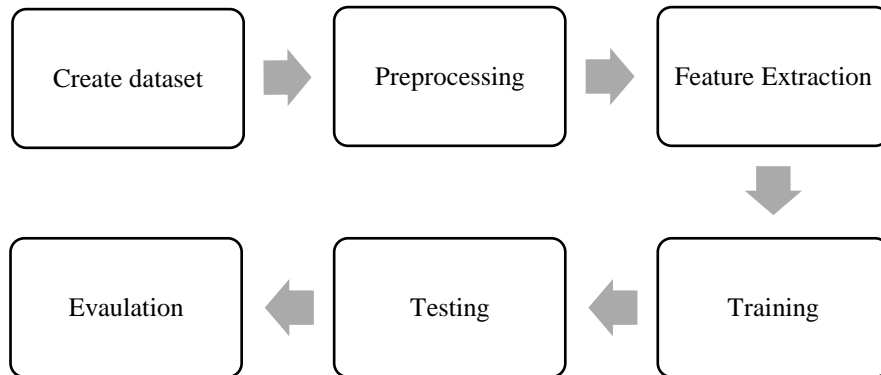 Create dataset
Preprocessing
Feature Extraction
Training
Testing
Evaulation